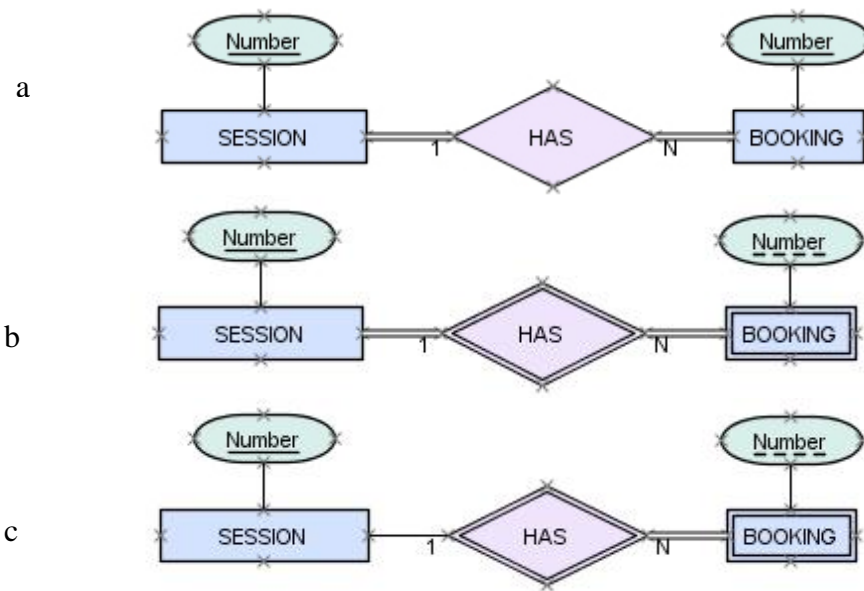 Number Number
a
SESSION 1 HAS N BOOKING
Number Number
b
SESSION 1 HAS N BOOKING
Number Number
c
SESSION 1 HAS N BOOKING